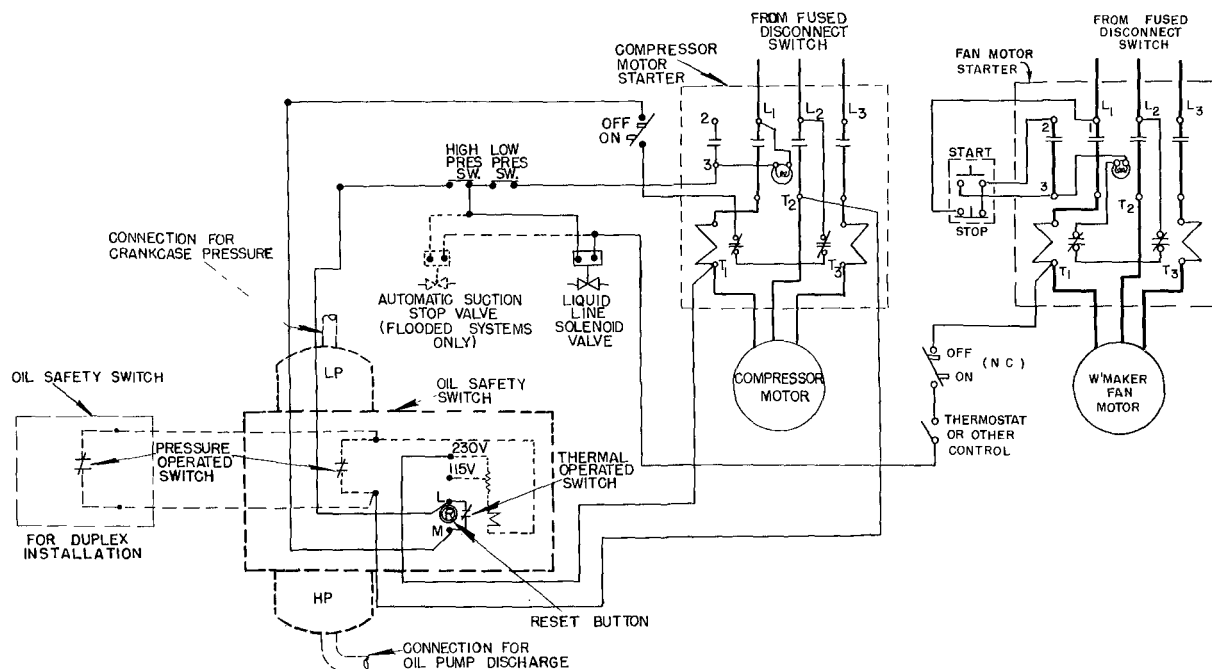 FROM FUSED
DISCONNECT
SWITCH
FROM FUSED
DISCONNECT
SWITCH
COMPRESSOR
MOTOR
STARTER
FAN MOTOR
STARTER
L1
L2
L3
L1
L2
L3
OFF
ON
2
3
2
1
3
START
STOP
HIGH
PRES
SW.
LOW
PRES
SW.
T2
T2
T1
T3
T1
T3
CONNECTION FOR
CRANKCASE PRESSURE
AUTOMATIC SUCTION
STOP VALVE
(FLOODED SYSTEMS
ONLY)
LIQUID
LINE
SOLENOID
VALVE
COMPRESSOR
MOTOR
W'MAKER
FAN
MOTOR
OFF
(NC)
ON
THERMOSTAT
OR OTHER
CONTROL
LP
OIL SAFETY SWITCH
OIL SAFETY
SWITCH
PRESSURE
OPERATED
SWITCH
230V
115V
THERMAL
OPERATED
SWITCH
L
R
M
FOR DUPLEX
INSTALLATION
HP
RESET BUTTON
CONNECTION FOR
OIL PUMP DISCHARGE